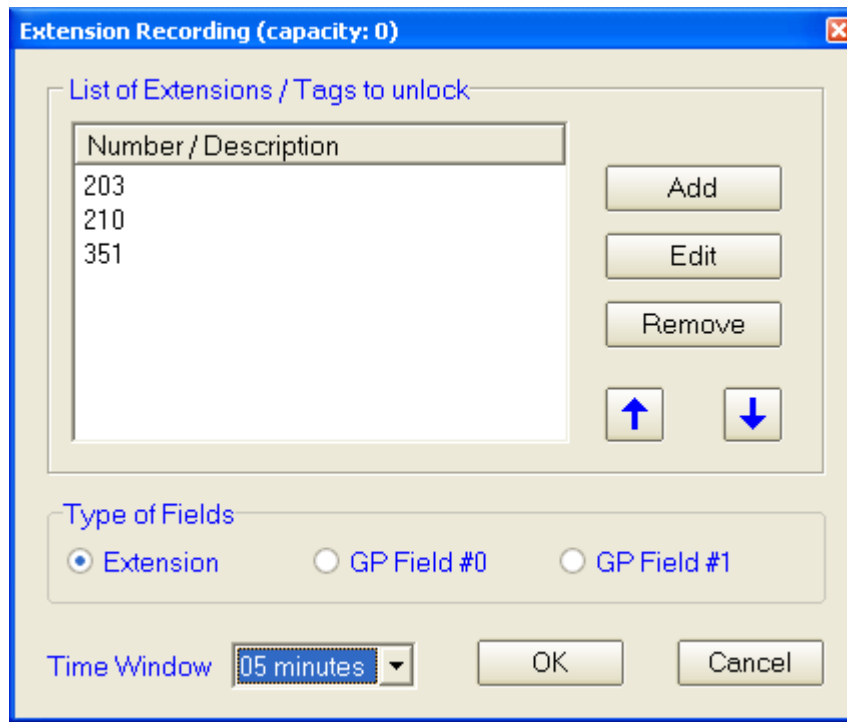 Extension Recording (capacity: 0)
List of Extensions / Tags to unlock
Number / Description
203
210
351
Add
Edit
Remove
Type of Fields
Extension GP Field #0 GP Field #1
Time Window 05 minutes OK Cancel